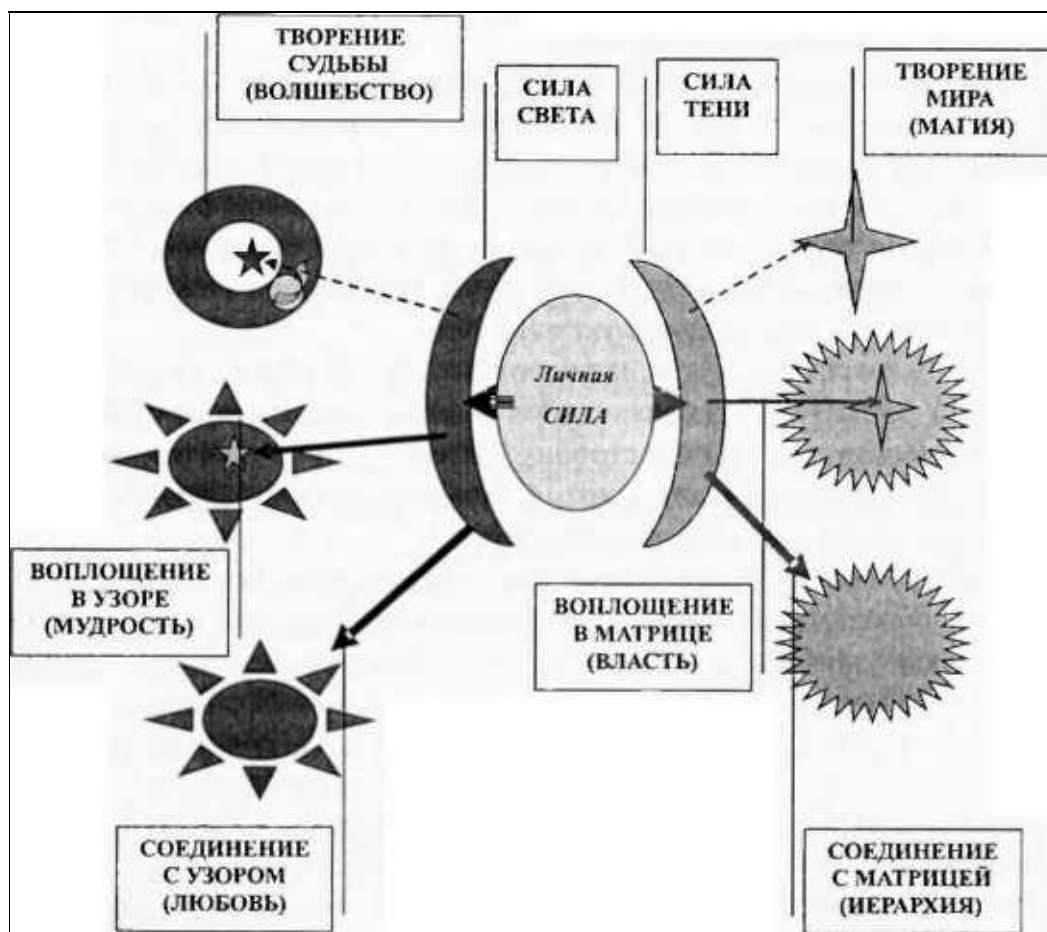 ТВОРЕНИЕ
СУДЬБЫ
(ВОЛШЕБСТВО)
СИЛА
СВЕТА
СИЛА
ТЕНИ
ТВОРЕНИЕ
МИРА
(МАГИЯ)
Личная
СИЛА
ВОПЛОЩЕНИЕ
В УЗОРЕ
(МУДРОСТЬ)
ВОПЛОЩЕНИЕ
В МАТРИЦЕ
(ВЛАСТЬ)
СОЕДИНЕНИЕ
С УЗОРОМ
(ЛЮБОВЬ)
СОЕДИНЕНИЕ
С МАТРИЦЕЙ
(ИЕРАРХИЯ)